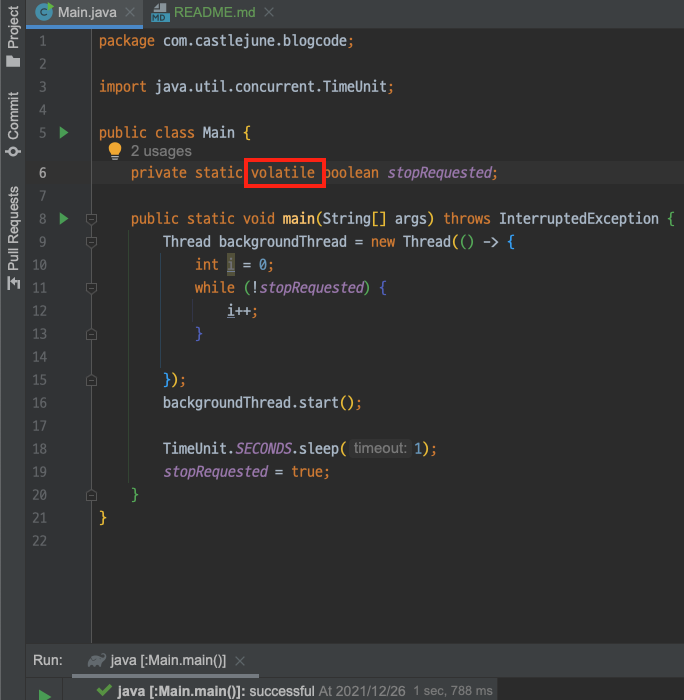 Project
Commit
Pull Requests
Main.java
MD README.md
1 package com.castlejune.blogcode;
2
3 import java.util.concurrent.TimeUnit;
4
5 public class Main {
2 usages
6 private static volatile boolean stopRequested;
7
8 public static void main(String[] args) throws InterruptedException {
9 Thread backgroundThread = new Thread(() -> {
10 int i = 0;
11 while (!stopRequested) {
12 i++;
13 }
14
15 });
16 backgroundThread.start();
17
18 TimeUnit.SECONDS.sleep( timeout: 1);
19 stopRequested = true;
20 }
21 }
22
Run: java [:Main.main()]
java [:Main.main()]: successful At 2021/12/26 1 sec, 788 ms